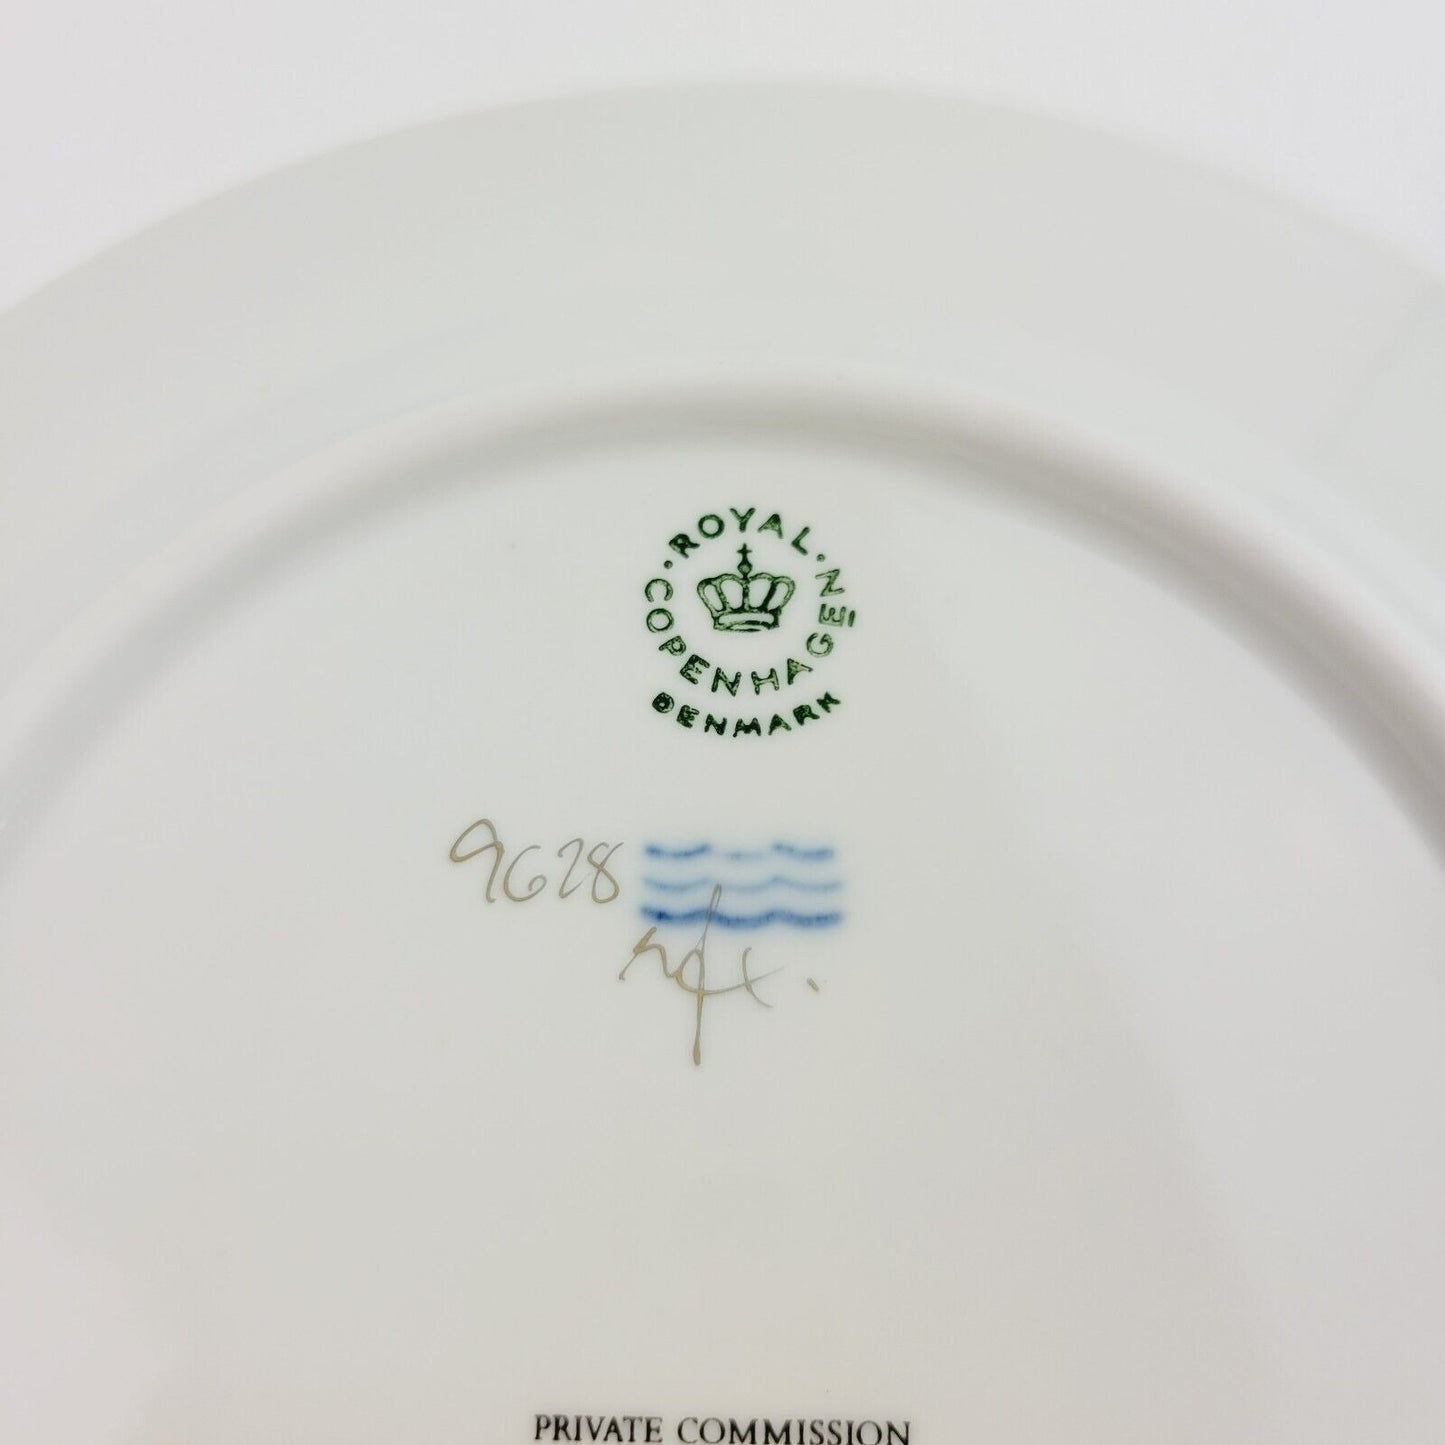 ROYAL
COPENHAGEN
DENMARK
9628
PRIVATE COMMISSION